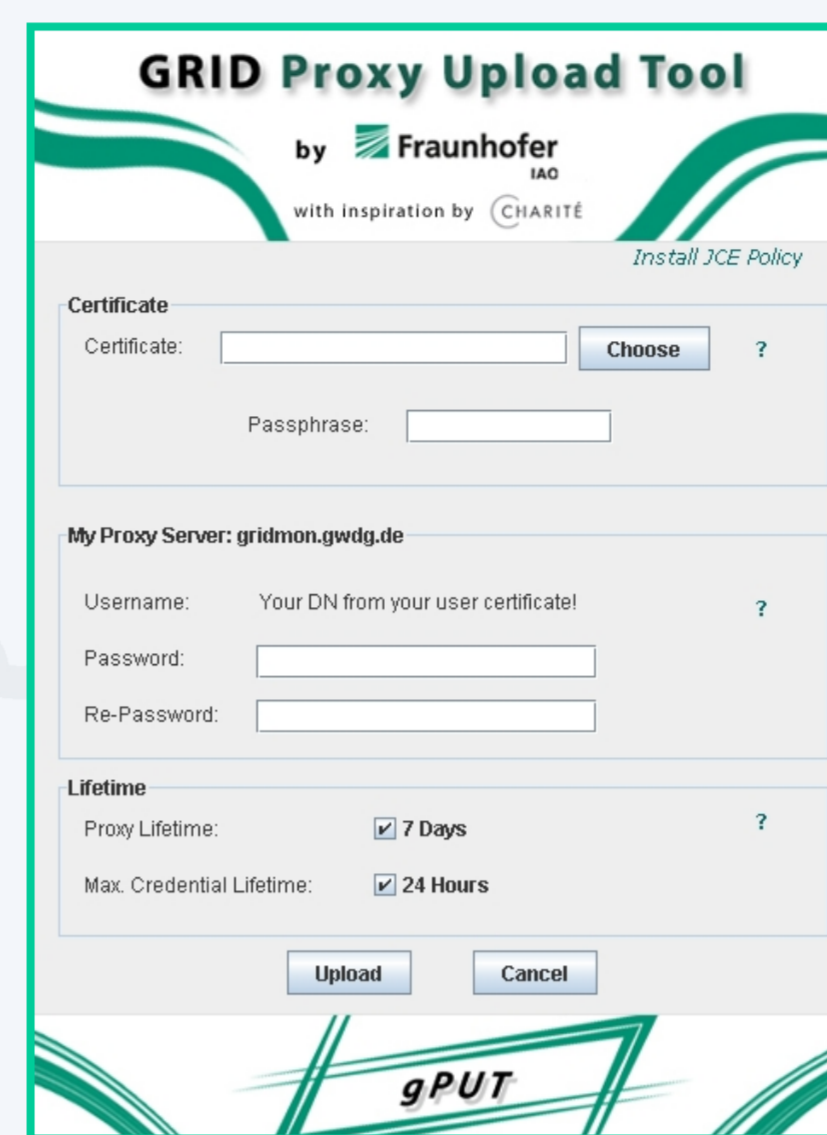 GRID Proxy Upload Tool
by Fraunhofer
IAO
with inspiration by CHARITÉ
Install JCE Policy
Certificate
Certificate: Choose ?
Passphrase:
My Proxy Server: gridmon.gwdg.de
Username: Your DN from your user certificate! ?
Password:
Re-Password:
Lifetime
Proxy Lifetime: 7 Days ?
Max. Credential Lifetime: 24 Hours
Upload Cancel
gPUT